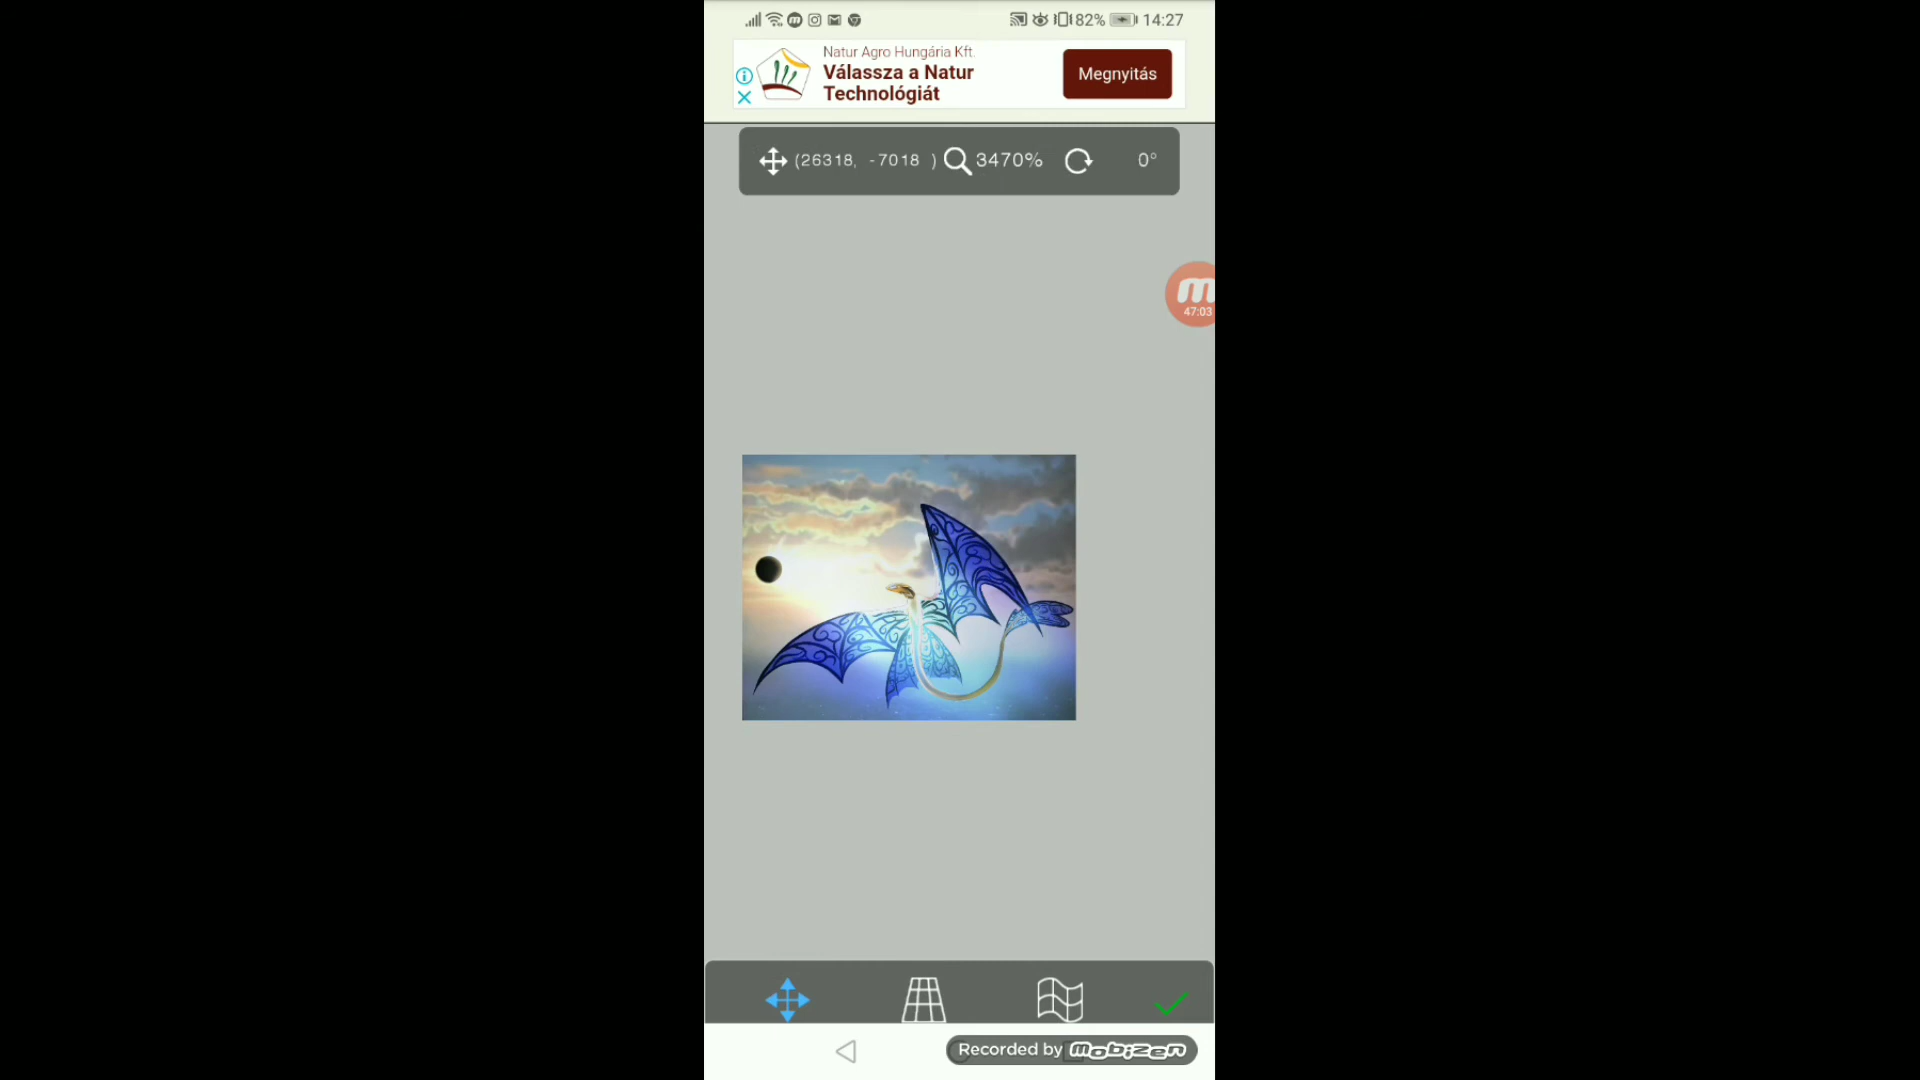 82% 14:27
Natur Agro Hungária Kft.
Válassza a Natur
Technológiát
Megnyitás
(26318, -7018 ) 3470% 0°
47:03
Recorded by mobizen